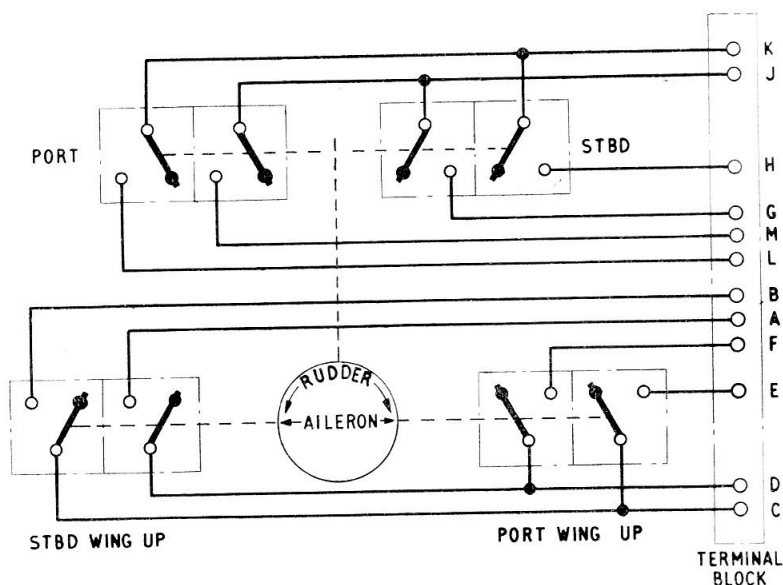 K
J
PORT
STBD
H
G
M
L
B
A
F
RUDDER
E
AILERON
D
C
STBD WING UP
PORT WING UP
TERMINAL
BLOCK